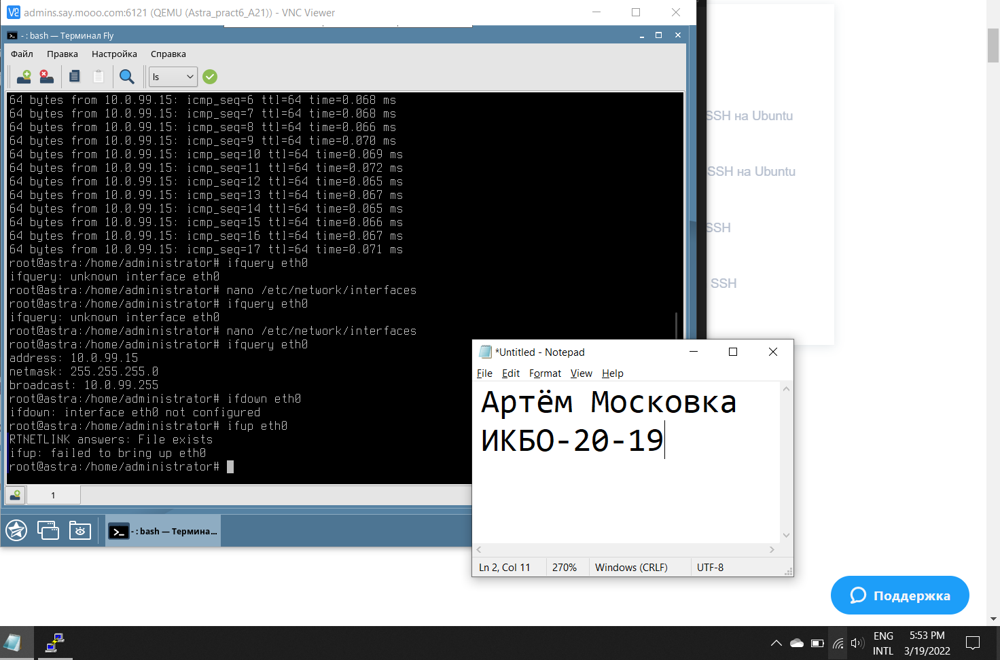 admins.say.mooo.com:6121 (QEMU (Astra_pract6_A21)) - VNC Viewer
- : bash — Терминал Fly
Файл Правка Настройка Справка
ls
64 bytes from 10.0.99.15: icmp_seq=6 ttl=64 time=0.068 ms
64 bytes from 10.0.99.15: icmp_seq=7 ttl=64 time=0.068 ms
64 bytes from 10.0.99.15: icmp_seq=8 ttl=64 time=0.066 ms
64 bytes from 10.0.99.15: icmp_seq=9 ttl=64 time=0.070 ms
64 bytes from 10.0.99.15: icmp_seq=10 ttl=64 time=0.069 ms
64 bytes from 10.0.99.15: icmp_seq=11 ttl=64 time=0.072 ms
64 bytes from 10.0.99.15: icmp_seq=12 ttl=64 time=0.065 ms
64 bytes from 10.0.99.15: icmp_seq=13 ttl=64 time=0.067 ms
64 bytes from 10.0.99.15: icmp_seq=14 ttl=64 time=0.065 ms
64 bytes from 10.0.99.15: icmp_seq=15 ttl=64 time=0.066 ms
64 bytes from 10.0.99.15: icmp_seq=16 ttl=64 time=0.067 ms
64 bytes from 10.0.99.15: icmp_seq=17 ttl=64 time=0.071 ms
root@astra:/home/administrator# ifquery eth0
ifquery: unknown interface eth0
root@astra:/home/administrator# nano /etc/network/interfaces
root@astra:/home/administrator# ifquery eth0
ifquery: unknown interface eth0
root@astra:/home/administrator# nano /etc/network/interfaces
root@astra:/home/administrator# ifquery eth0
address: 10.0.99.15
netmask: 255.255.255.0
broadcast: 10.0.99.255
root@astra:/home/administrator# ifdown eth0
ifdown: interface eth0 not configured
root@astra:/home/administrator# ifup eth0
RTNETLINK answers: File exists
ifup: failed to bring up eth0
root@astra:/home/administrator#
1
- : bash — Термина...
SSH на Ubuntu
SSH на Ubuntu
SSH
SSH
*Untitled - Notepad
File Edit Format View Help
Артём Московка
ИКБО-20-19
Ln 2, Col 11 270% Windows (CRLF) UTF-8
Поддержка
ENG
INTL
5:53 PM
3/19/2022